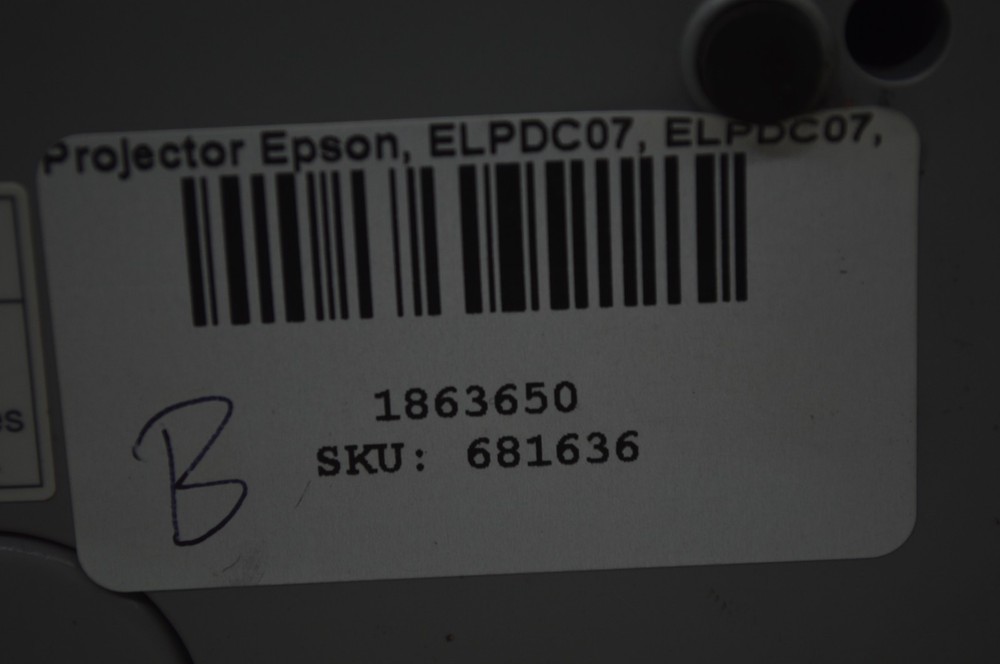 Projector Epson, ELPDC07, ELPDC07,
1863650
SKU: 681636
B